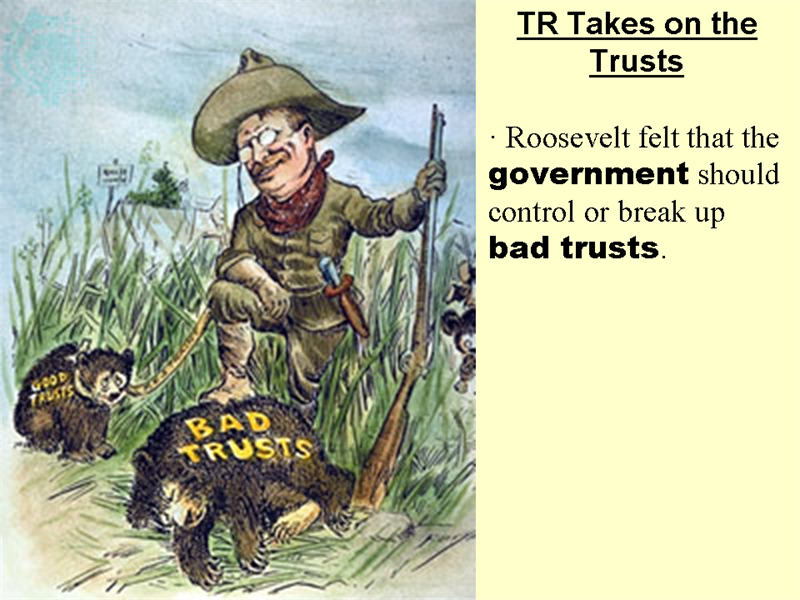 TR Takes on the
Trusts
· Roosevelt felt that the
government should
control or break up
bad trusts.
GOOD
TRUSTS
BAD
TRUSTS